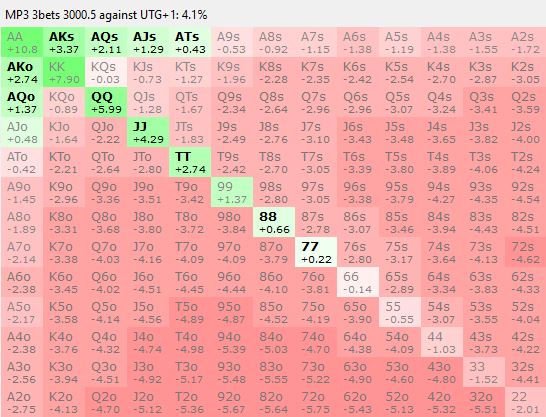 MP3 3bets 3000.5 against UTG+1: 4.1%
AA AKs AQs AJs ATs A9s A8s A7s A6s A5s A4s A3s A2s
+10.8 +3.37 +2.11 +1.29 +0.43 -0.53 -0.92 -1.15 -1.38 -1.19 -1.38 -1.55 -1.72
AKo KK KQs KJs KTs K9s K8s K7s K6s K5s K4s K3s K2s
+2.74 +7.90 -0.03 -0.73 -1.27 -1.96 -2.28 -2.35 -2.42 -2.54 -2.70 -2.87 -3.05
AQo KQo QQ QJs QTs Q9s Q8s Q7s Q6s Q5s Q4s Q3s Q2s
+1.37 -0.89 +5.99 -1.28 -1.67 -2.34 -2.64 -2.96 -2.96 -3.07 -3.24 -3.41 -3.59
AJo KJo QJo JJ JTs J9s J8s J7s J6s J5s J4s J3s J2s
+0.48 -1.64 -2.22 +4.29 -1.83 -2.49 -2.76 -3.10 -3.43 -3.48 -3.65 -3.82 -4.00
ATo KTo QTo JTo TT T9s T8s T7s T6s T5s T4s T3s T2s
-0.42 -2.21 -2.64 -2.80 +2.74 -2.42 -2.70 -3.05 -3.39 -3.80 -3.89 -4.06 -4.24
A9o K9o Q9o J9o T9o 99 98s 97s 96s 95s 94s 93s 92s
-1.45 -2.96 -3.36 -3.51 -3.42 +1.37 -2.80 -3.05 -3.38 -3.79 -4.27 -4.35 -4.54
A8o K8o Q8o J8o T8o 98o 88 87s 86s 85s 84s 83s 82s
-1.89 -3.31 -3.68 -3.80 -3.72 -3.84 +0.66 -2.78 -3.07 -3.46 -3.94 -4.43 -4.51
A7o K7o Q7o J7o T7o 97o 87o 77 76s 75s 74s 73s 72s
-2.14 -3.38 -4.03 -4.16 -4.09 -4.09 -3.79 +0.22 -2.80 -3.17 -3.64 -4.13 -4.62
A6o K6o Q6o J6o T6o 96o 86o 76o 66 65s 64s 63s 62s
-2.38 -3.45 -4.02 -4.51 -4.45 -4.44 -4.10 -3.81 -0.14 -2.89 -3.34 -3.83 -4.33
A5o K5o Q5o J5o T5o 95o 85o 75o 65o 55 54s 53s 52s
-2.17 -3.58 -4.14 -4.56 -4.89 -4.87 -4.52 -4.19 -3.90 -0.55 -3.07 -3.55 -4.04
A4o K4o Q4o J4o T4o 94o 84o 74o 64o 54o 44 43s 42s
-2.38 -3.76 -4.32 -4.74 -4.98 -5.39 -5.03 -4.70 -4.38 -4.09 -1.03 -3.73 -4.22
A3o K3o Q3o J3o T3o 93o 83o 73o 63o 53o 43o 33 32s
-2.56 -3.94 -4.51 -4.92 -5.17 -5.48 -5.55 -5.22 -4.90 -4.60 -4.80 -1.52 -4.41
A2o K2o Q2o J2o T2o 92o 82o 72o 62o 52o 42o 32o 22
-2.75 -4.13 -4.70 -5.12 -5.36 -5.67 -5.64 -5.75 -5.43 -5.13 -5.32 -5.51 2.01